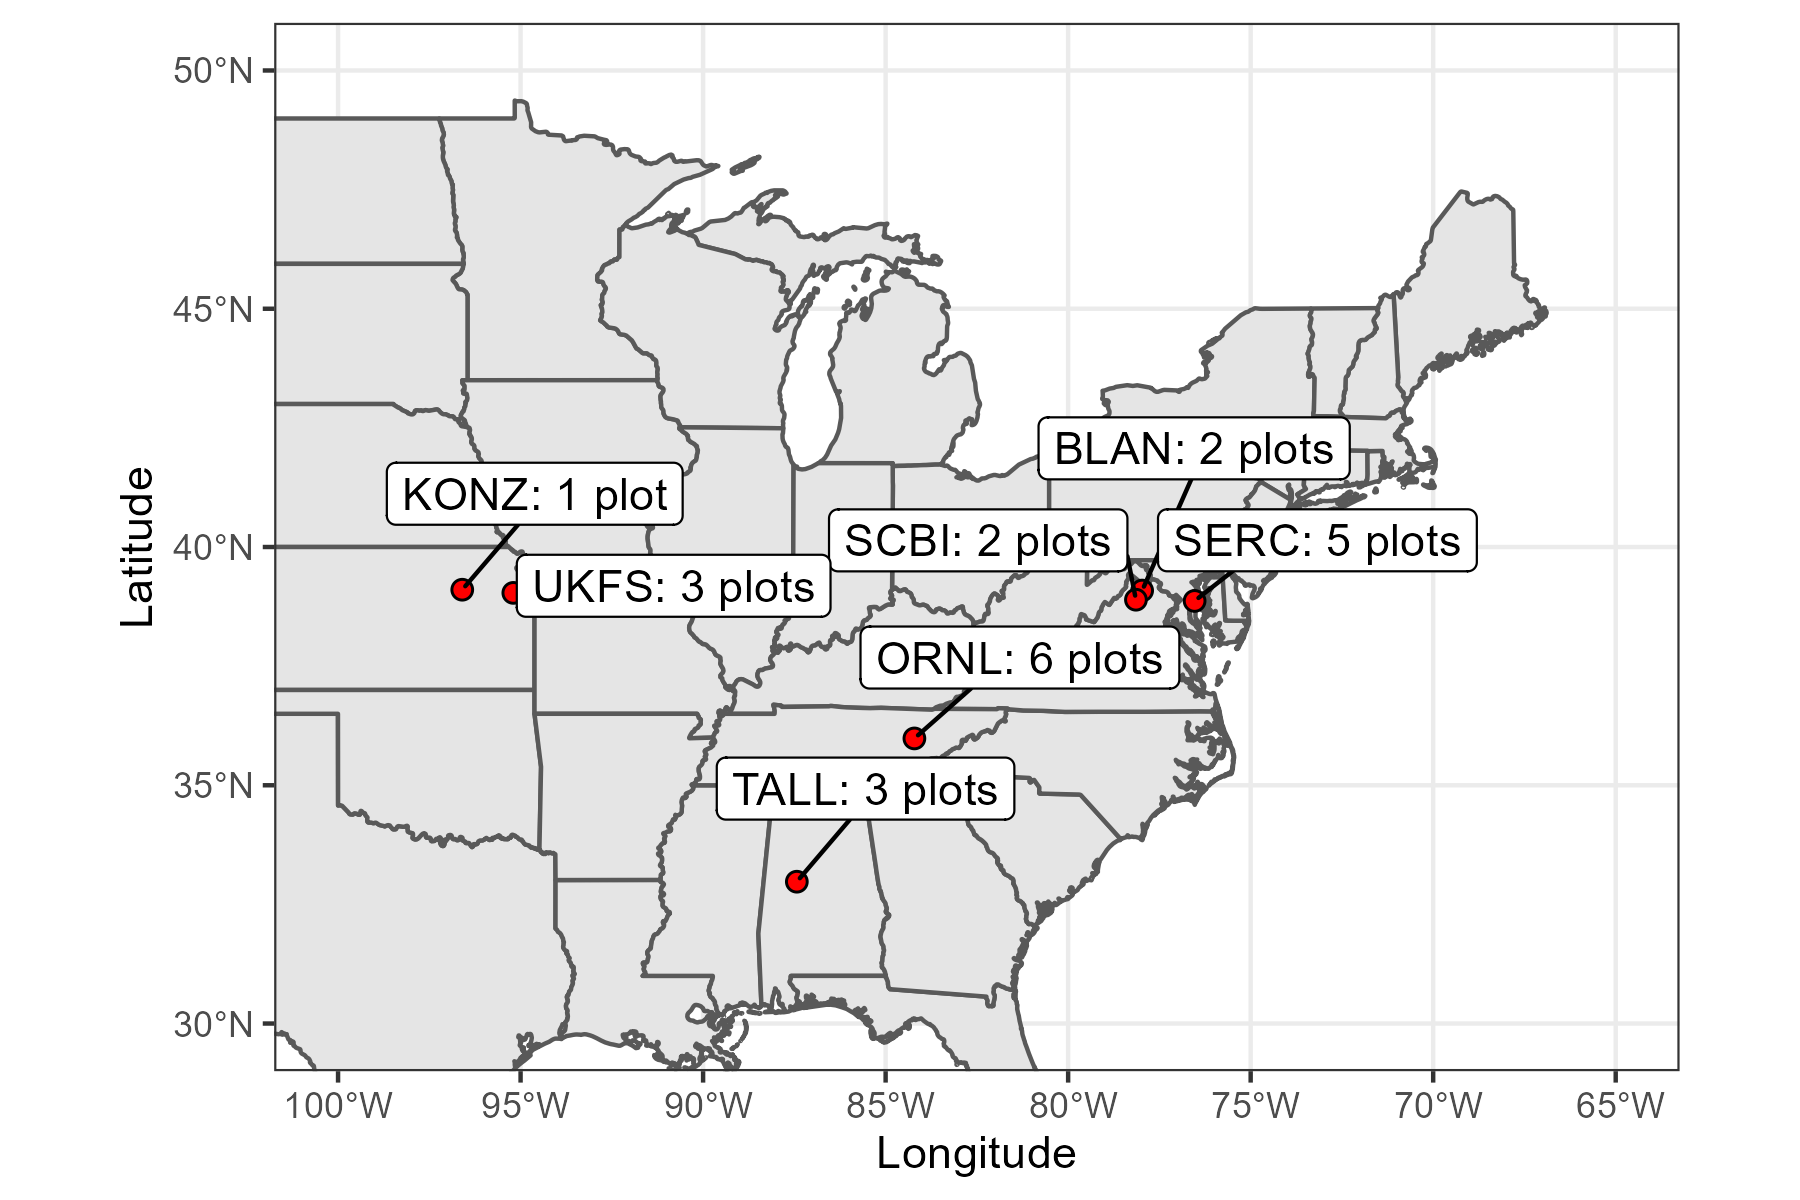 50°N
45°N
40°N
35°N
30°N
Latitude
BLAN: 2 plots
KONZ: 1 plot
SCBI: 2 plots
SERC: 5 plots
UKFS: 3 plots
ORNL: 6 plots
TALL: 3 plots
100°W
95°W
90°W
85°W
80°W
75°W
70°W
65°W
Longitude